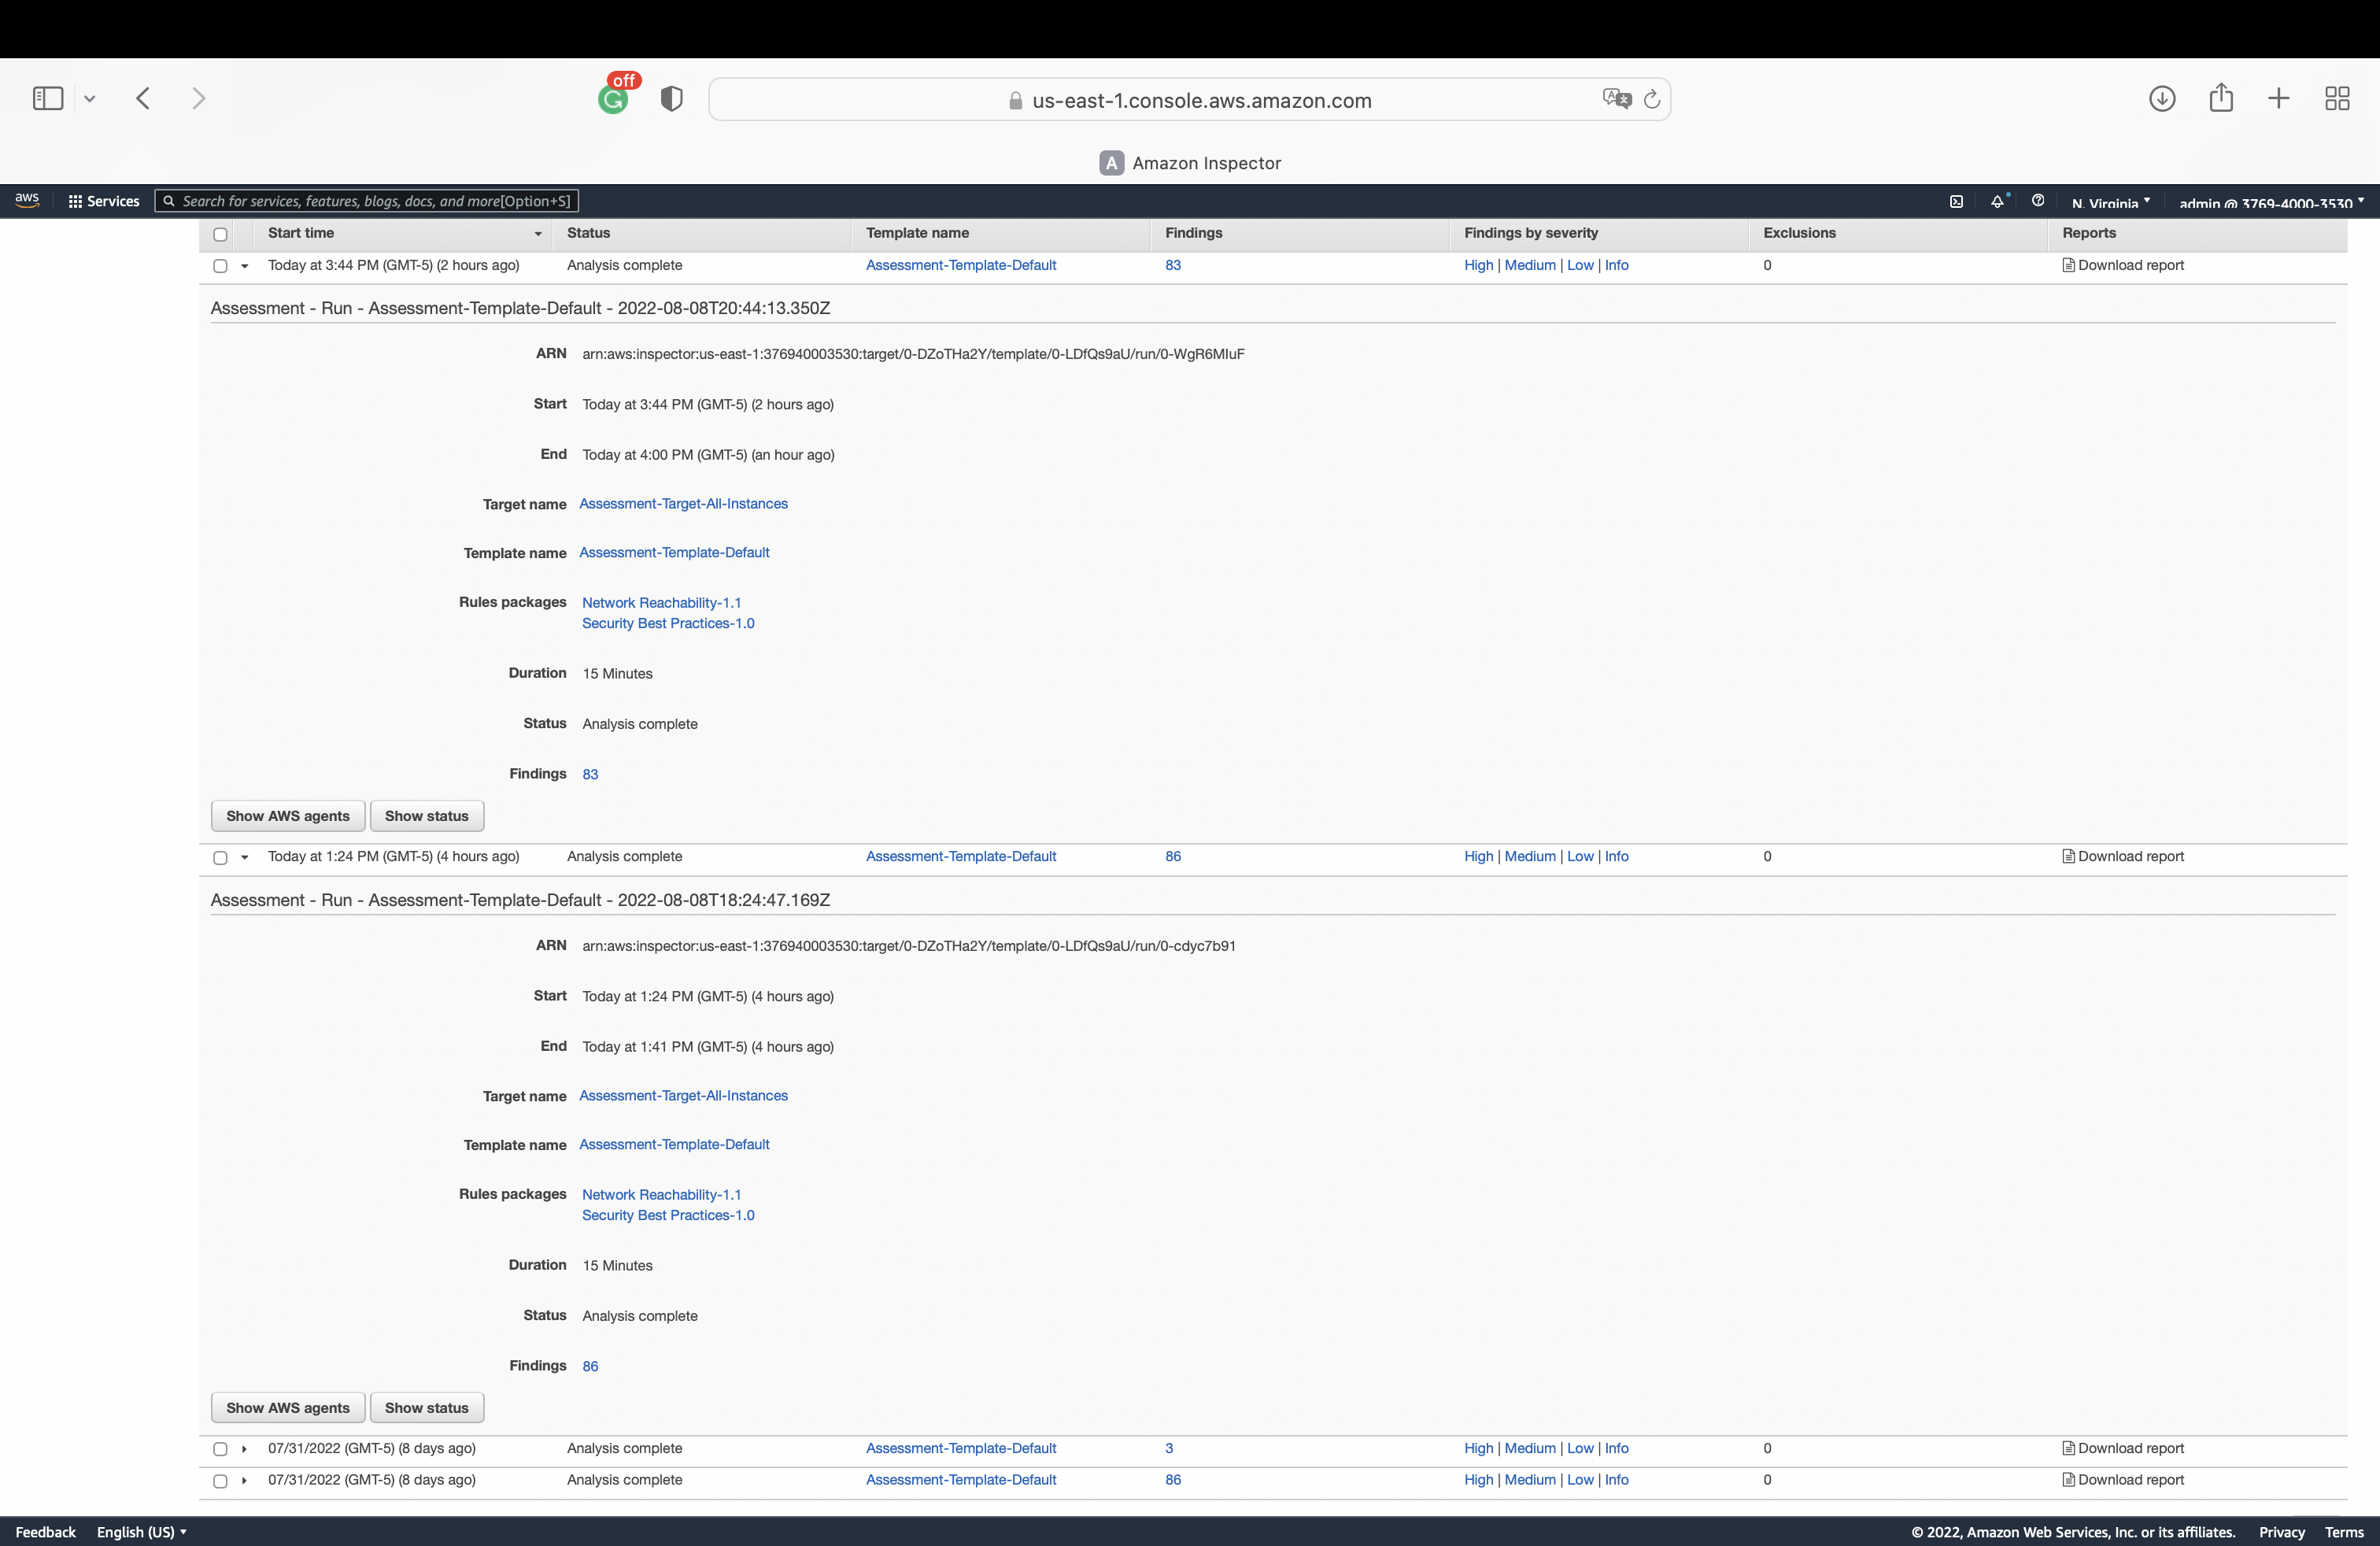 off
us-east-1.console.aws.amazon.com
A Amazon Inspector
aws Services Search for services, features, blogs, docs, and more [Option+S] N. Virginia admin @ 3769-4000-3530
Start time Status Template name Findings Findings by severity Exclusions Reports
Today at 3:44 PM (GMT-5) (2 hours ago) Analysis complete Assessment-Template-Default 83 High | Medium | Low | Info 0 Download report
Assessment - Run - Assessment-Template-Default - 2022-08-08T20:44:13.350Z
ARN arn:aws:inspector:us-east-1:376940003530:target/0-DZoTHa2Y/template/0-LDfQs9aU/run/0-WgR6MIuF
Start Today at 3:44 PM (GMT-5) (2 hours ago)
End Today at 4:00 PM (GMT-5) (an hour ago)
Target name Assessment-Target-All-Instances
Template name Assessment-Template-Default
Rules packages Network Reachability-1.1
Security Best Practices-1.0
Duration 15 Minutes
Status Analysis complete
Findings 83
Show AWS agents Show status
Today at 1:24 PM (GMT-5) (4 hours ago) Analysis complete Assessment-Template-Default 86 High | Medium | Low | Info 0 Download report
Assessment - Run - Assessment-Template-Default - 2022-08-08T18:24:47.169Z
ARN arn:aws:inspector:us-east-1:376940003530:target/0-DZoTHa2Y/template/0-LDfQs9aU/run/0-cdyc7b91
Start Today at 1:24 PM (GMT-5) (4 hours ago)
End Today at 1:41 PM (GMT-5) (4 hours ago)
Target name Assessment-Target-All-Instances
Template name Assessment-Template-Default
Rules packages Network Reachability-1.1
Security Best Practices-1.0
Duration 15 Minutes
Status Analysis complete
Findings 86
Show AWS agents Show status
07/31/2022 (GMT-5) (8 days ago) Analysis complete Assessment-Template-Default 3 High | Medium | Low | Info 0 Download report
07/31/2022 (GMT-5) (8 days ago) Analysis complete Assessment-Template-Default 86 High | Medium | Low | Info 0 Download report
Feedback English (US) © 2022, Amazon Web Services, Inc. or its affiliates. Privacy Terms